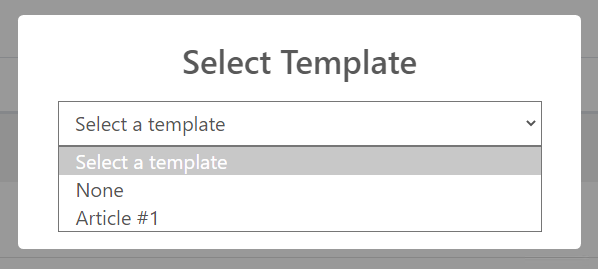 Select Template
Select a template
Select a template
None
Article #1